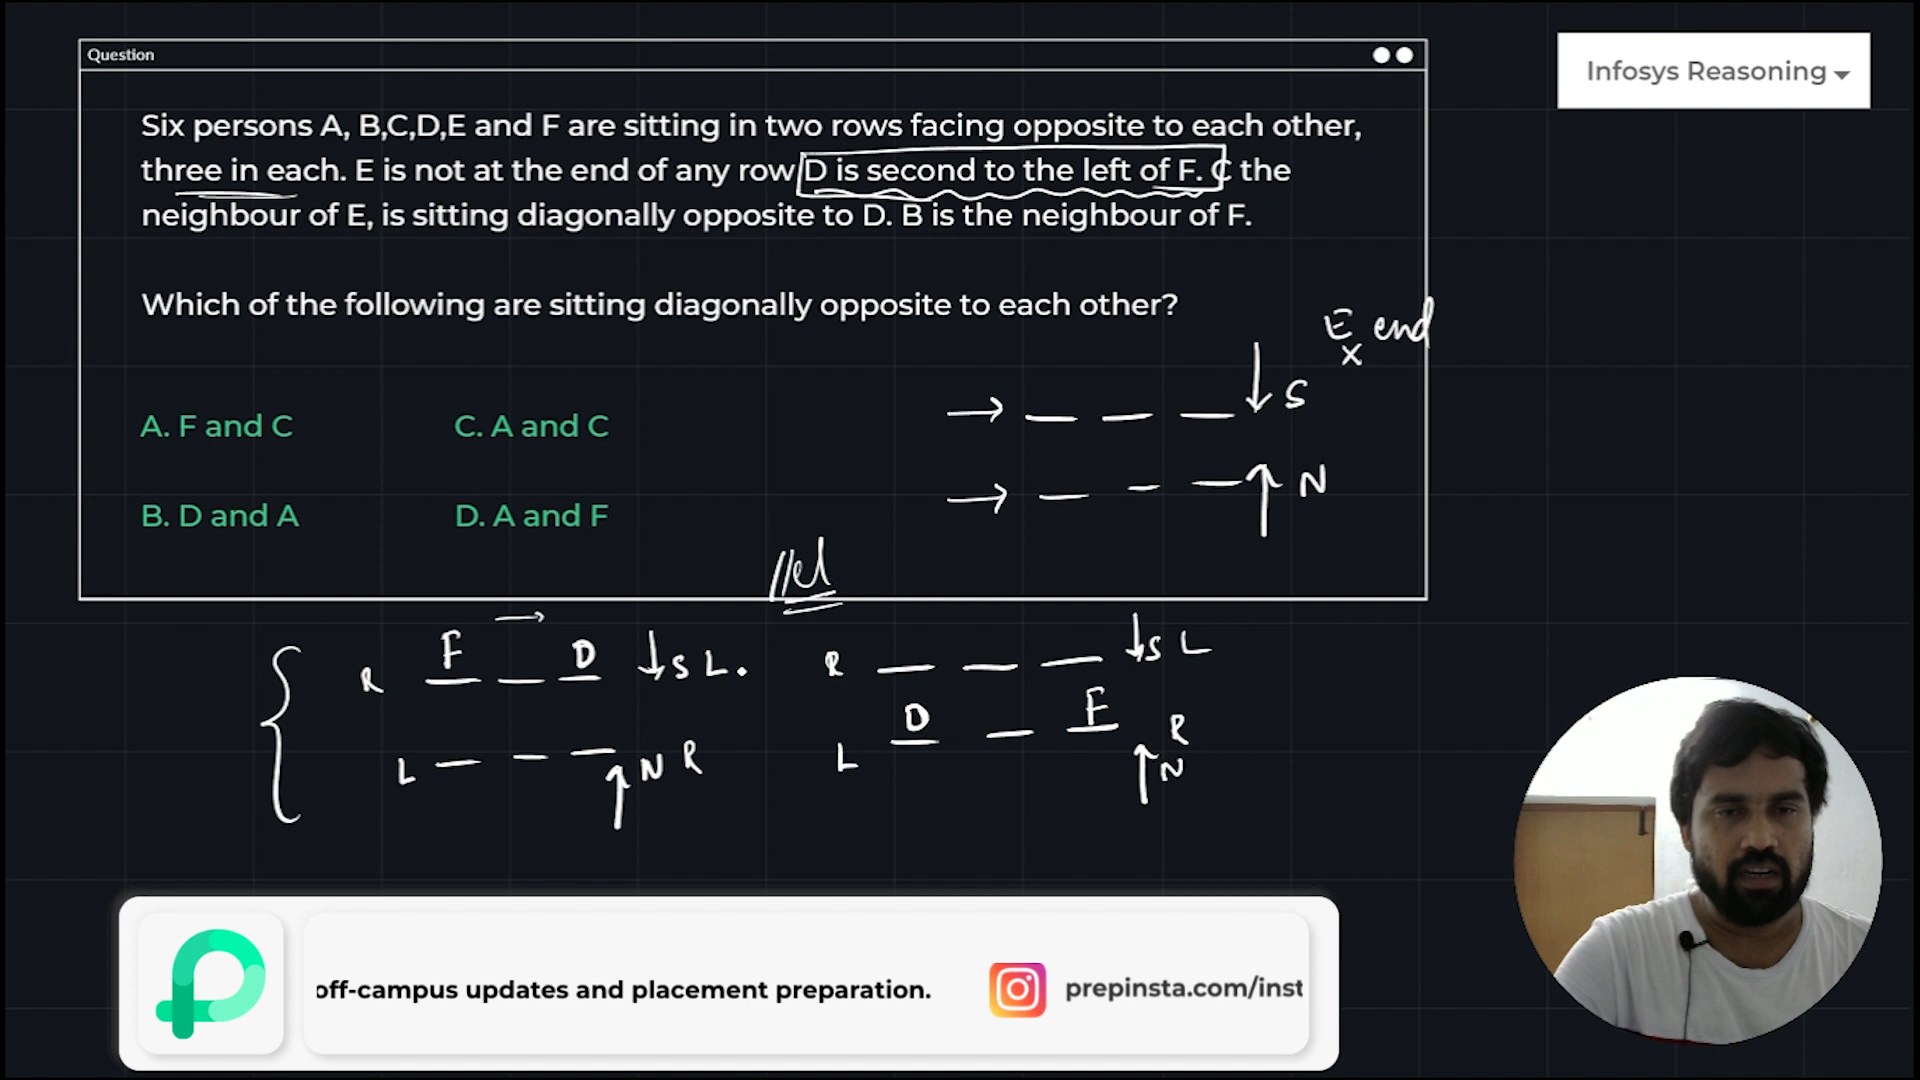 Question
Infosys Reasoning
Six persons A, B,C,D,E and F are sitting in two rows facing opposite to each other,
three in each. E is not at the end of any row D is second to the left of F. C the
neighbour of E, is sitting diagonally opposite to D. B is the neighbour of F.
Which of the following are sitting diagonally opposite to each other?
E end
x
A. F and C
C. A and C
B. D and A
D. A and F
→ _ _ _ ↓ S
→ _ _ _ ↑ N
//el
R F _ D ↓ S L.
L _ _ _ ↑ N R
R _ _ _ ↓ S L
L D _ F ↑ N R
off-campus updates and placement preparation.
prepinsta.com/inst